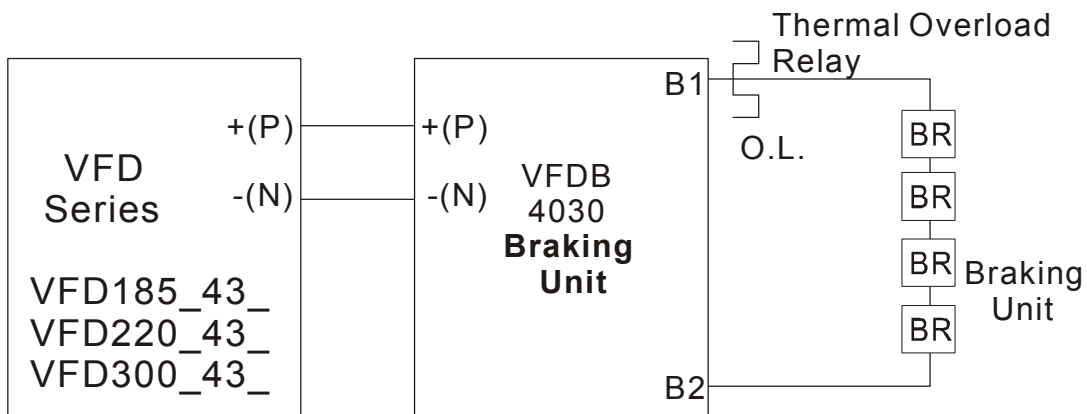 VFD
Series
+(P)
-(N)
VFD185_43_
VFD220_43_
VFD300_43_
+(P)
-(N)
VFDB
4030
Braking
Unit
B1
B2
Thermal Overload
Relay
O.L.
BR
BR
BR
BR
Braking
Unit